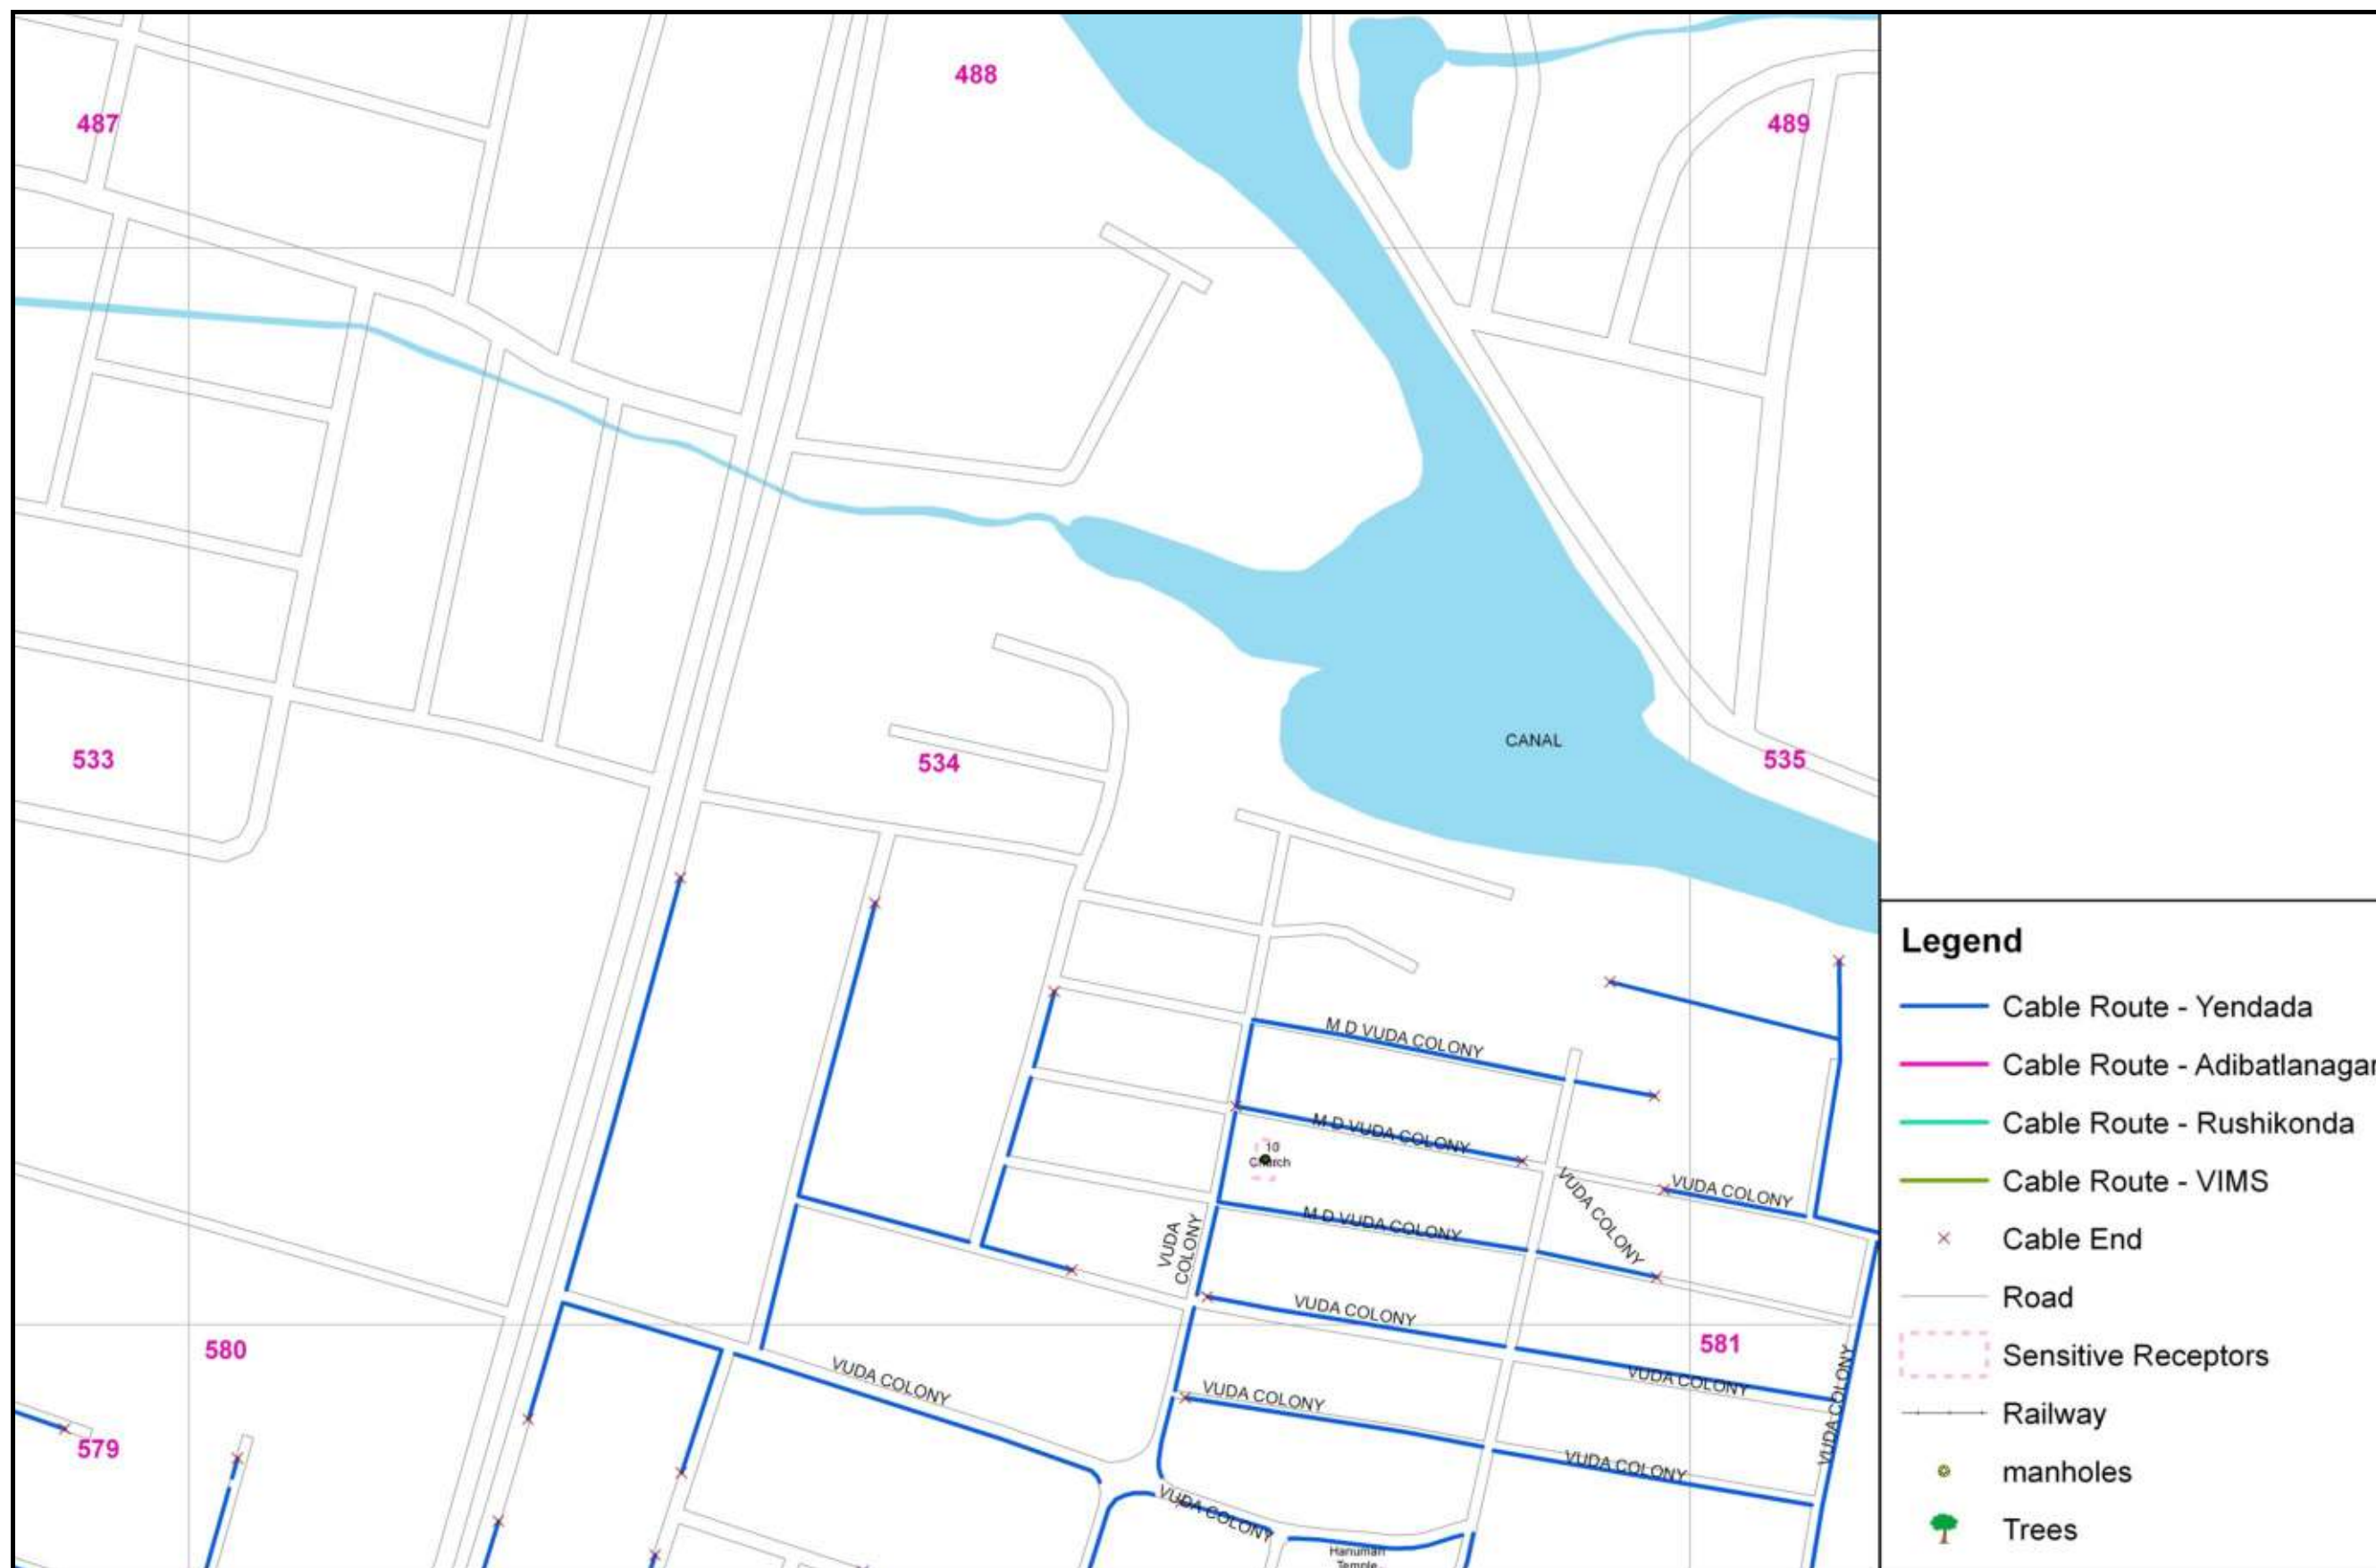 488
487
489
533
534
CANAL
535
M D VUDA COLONY
M D VUDA COLONY
10
Church
VUDA COLONY
VUDA COLONY
M D VUDA COLONY
VUDA
COLONY
VUDA COLONY
580
581
VUDA COLONY
VUDA COLONY
VUDA COLONY
VUDA COLONY
579
VUDA COLONY
VUDA COLONY
Hanuman
Temple
Legend
Cable Route - Yendada
Cable Route - Adibatlanagar
Cable Route - Rushikonda
Cable Route - VIMS
Cable End
Road
Sensitive Receptors
Railway
manholes
Trees